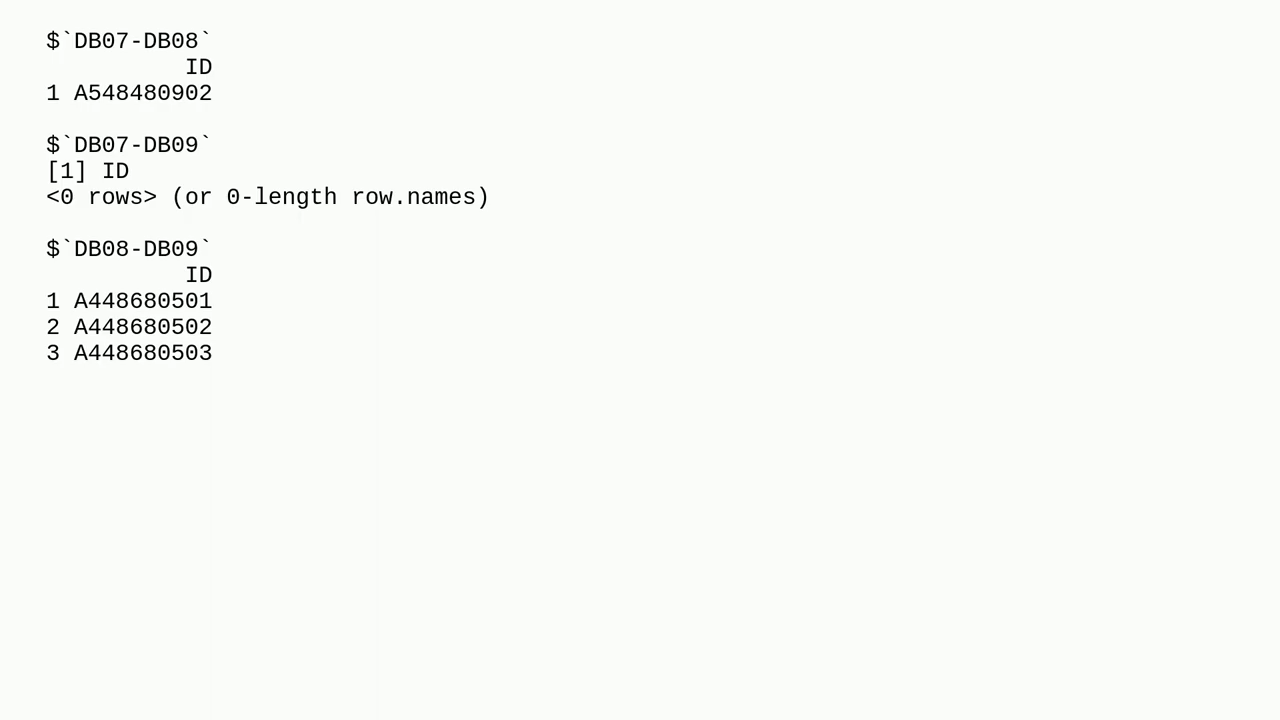 $`DB07-DB08`
ID
1 A548480902
$`DB07-DB09`
[1] ID
<0 rows> (or 0-length row.names)
$`DB08-DB09`
ID
1 A448680501
2 A448680502
3 A448680503